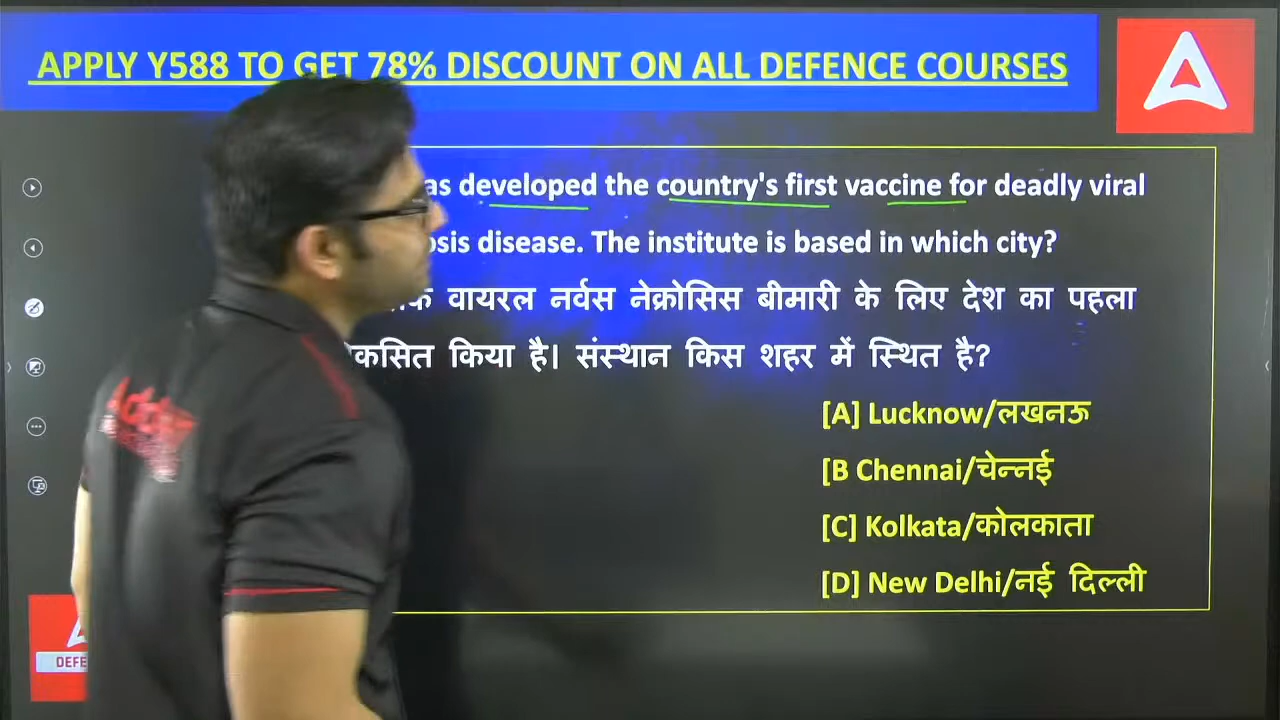 APPLY Y588 TO GET 78% DISCOUNT ON ALL DEFENCE COURSES
as developed the country's first vaccine for deadly viral
osis disease. The institute is based in which city?
वायरल नर्वस नेक्रोसिस बीमारी के लिए देश का पहला
किया है। संस्थान किस शहर में स्थित है?
[A] Lucknow/लखनऊ
[B Chennai/चेन्नई
[C] Kolkata/कोलकाता
[D] New Delhi/नई दिल्ली
DEFE